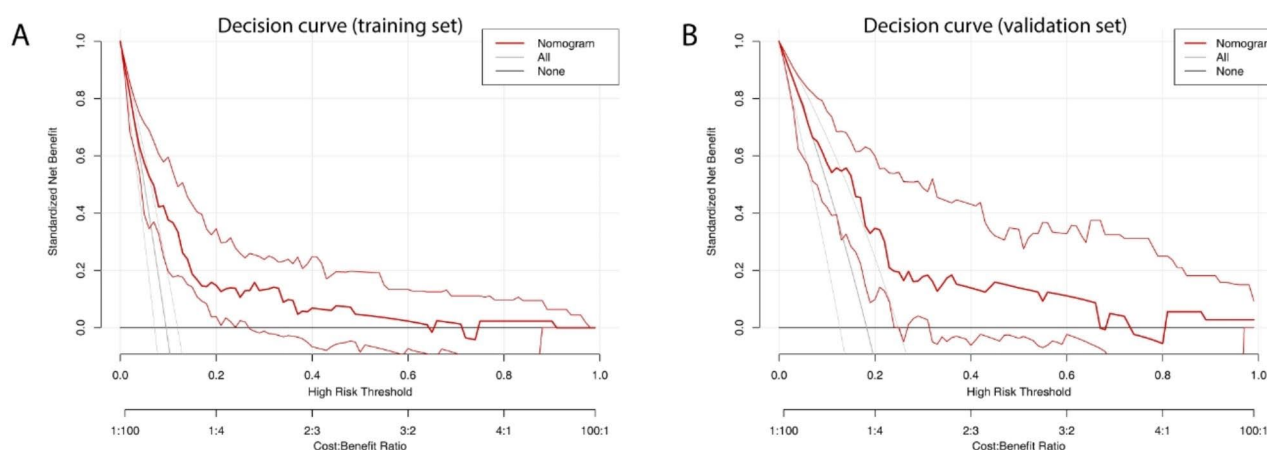 A
Decision curve (training set)
Nomogram
All
None
Standardized Net Benefit
1.0
0.8
0.6
0.4
0.2
0.0
0.0 0.2 0.4 0.6 0.8 1.0
High Risk Threshold
1:100 1:4 2:3 3:2 4:1 100:1
Cost:Benefit Ratio
B
Decision curve (validation set)
Nomogram
All
None
Standardized Net Benefit
1.0
0.8
0.6
0.4
0.2
0.0
0.0 0.2 0.4 0.6 0.8 1.0
High Risk Threshold
1:100 1:4 2:3 3:2 4:1 100:1
Cost:Benefit Ratio